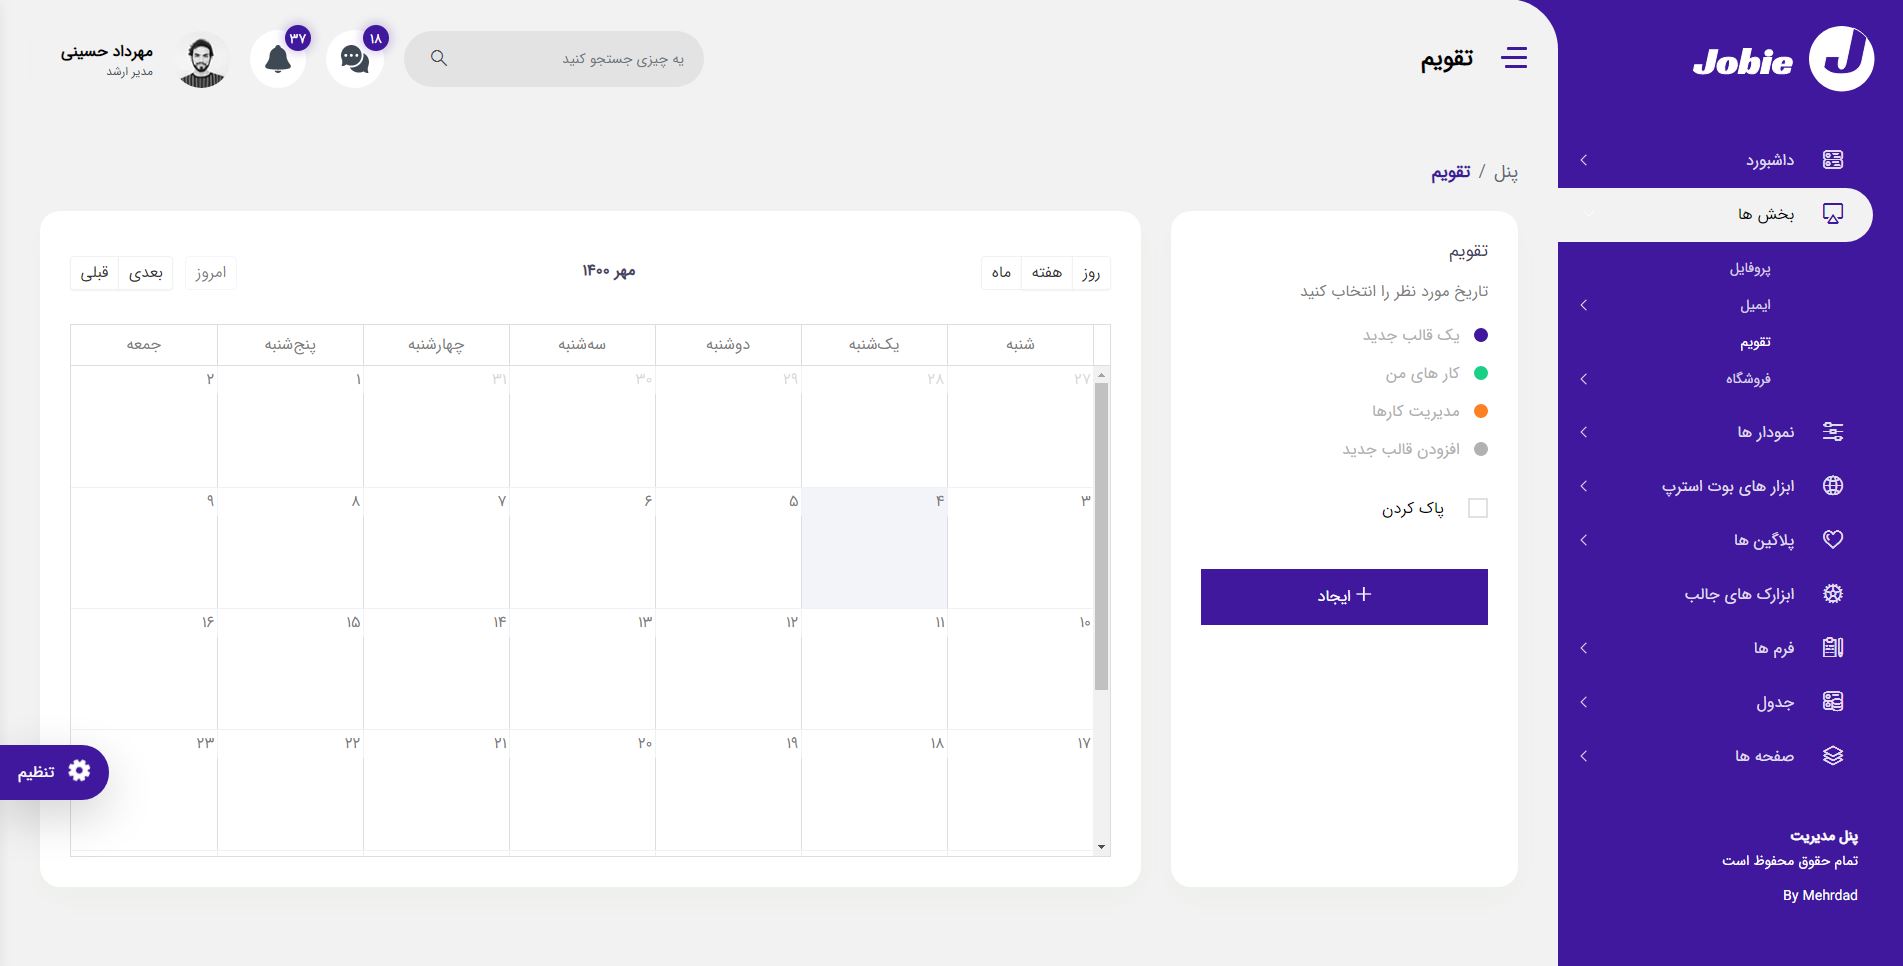 Jobie
داشبورد
بخش ها
پروفایل
ایمیل
تقویم
فروشگاه
نمودار ها
ابزار های بوت استرپ
پلاگین ها
ابزارک های جالب
فرم ها
جدول
صفحه ها
پنل مدیریت
تمام حقوق محفوظ است
By Mehrdad
تقویم
یه چیزی جستجو کنید
۱۸
۳۷
مهرداد حسینی
مدیر ارشد
پنل / تقویم
تقویم
تاریخ مورد نظر را انتخاب کنید
یک قالب جدید
کار های من
مدیریت کارها
افزودن قالب جدید
پاک کردن
ایجاد
روز هفته ماه
مهر ۱۴۰۰
امروز بعدی قبلی
شنبه یک‌شنبه دوشنبه سه‌شنبه چهارشنبه پنج‌شنبه جمعه
۲۷ ۲۸ ۲۹ ۳۰ ۳۱ ۱ ۲
۳ ۴ ۵ ۶ ۷ ۸ ۹
۱۰ ۱۱ ۱۲ ۱۳ ۱۴ ۱۵ ۱۶
۱۷ ۱۸ ۱۹ ۲۰ ۲۱ ۲۲ ۲۳
تنظیم